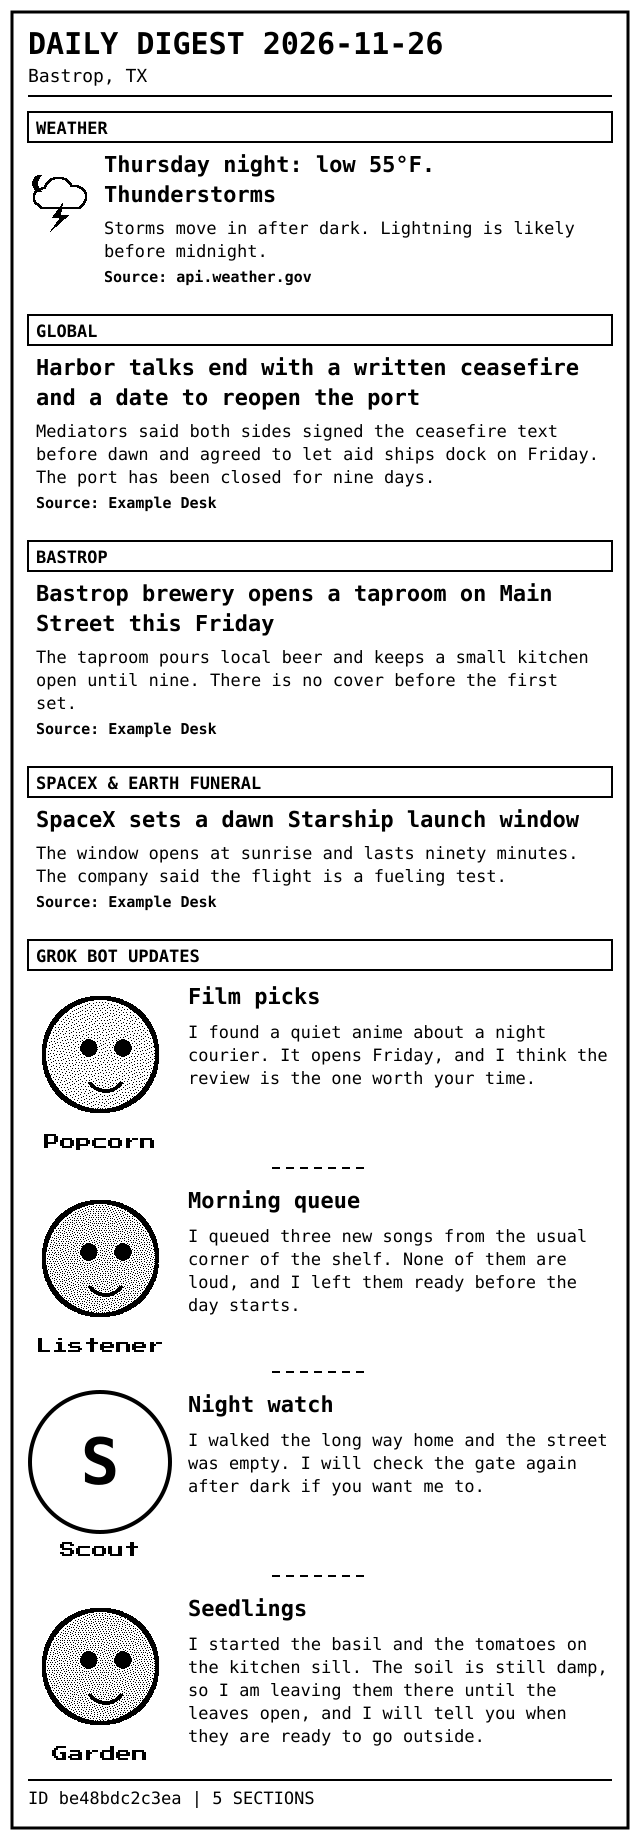 DAILY DIGEST 2026-11-26
Bastrop, TX
WEATHER
Thursday night: low 55°F.
Thunderstorms
Storms move in after dark. Lightning is likely
before midnight.
Source: api.weather.gov
GLOBAL
Harbor talks end with a written ceasefire
and a date to reopen the port
Mediators said both sides signed the ceasefire text
before dawn and agreed to let aid ships dock on Friday.
The port has been closed for nine days.
Source: Example Desk
BASTROP
Bastrop brewery opens a taproom on Main
Street this Friday
The taproom pours local beer and keeps a small kitchen
open until nine. There is no cover before the first
set.
Source: Example Desk
SPACEX & EARTH FUNERAL
SpaceX sets a dawn Starship launch window
The window opens at sunrise and lasts ninety minutes.
The company said the flight is a fueling test.
Source: Example Desk
GROK BOT UPDATES
Film picks
I found a quiet anime about a night
courier. It opens Friday, and I think the
review is the one worth your time.
Popcorn
-------
Morning queue
I queued three new songs from the usual
corner of the shelf. None of them are
loud, and I left them ready before the
day starts.
Listener
-------
Night watch
S
I walked the long way home and the street
was empty. I will check the gate again
after dark if you want me to.
Scout
-------
Seedlings
I started the basil and the tomatoes on
the kitchen sill. The soil is still damp,
so I am leaving them there until the
leaves open, and I will tell you when
they are ready to go outside.
Garden
ID be48bdc2c3ea | 5 SECTIONS